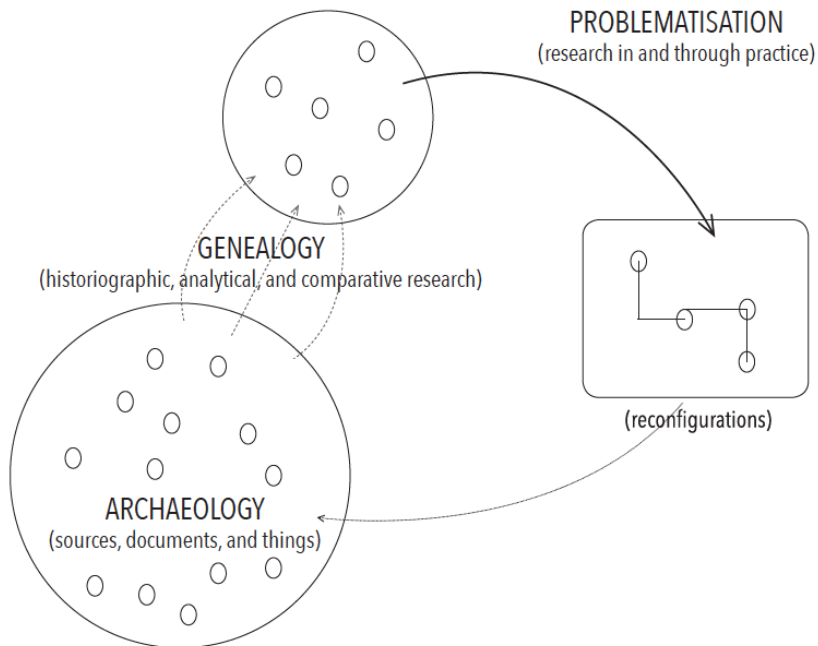 PROBLEMATISATION
(research in and through practice)
GENEALOGY
(historiographic, analytical, and comparative research)
(reconfigurations)
ARCHAEOLOGY
(sources, documents, and things)